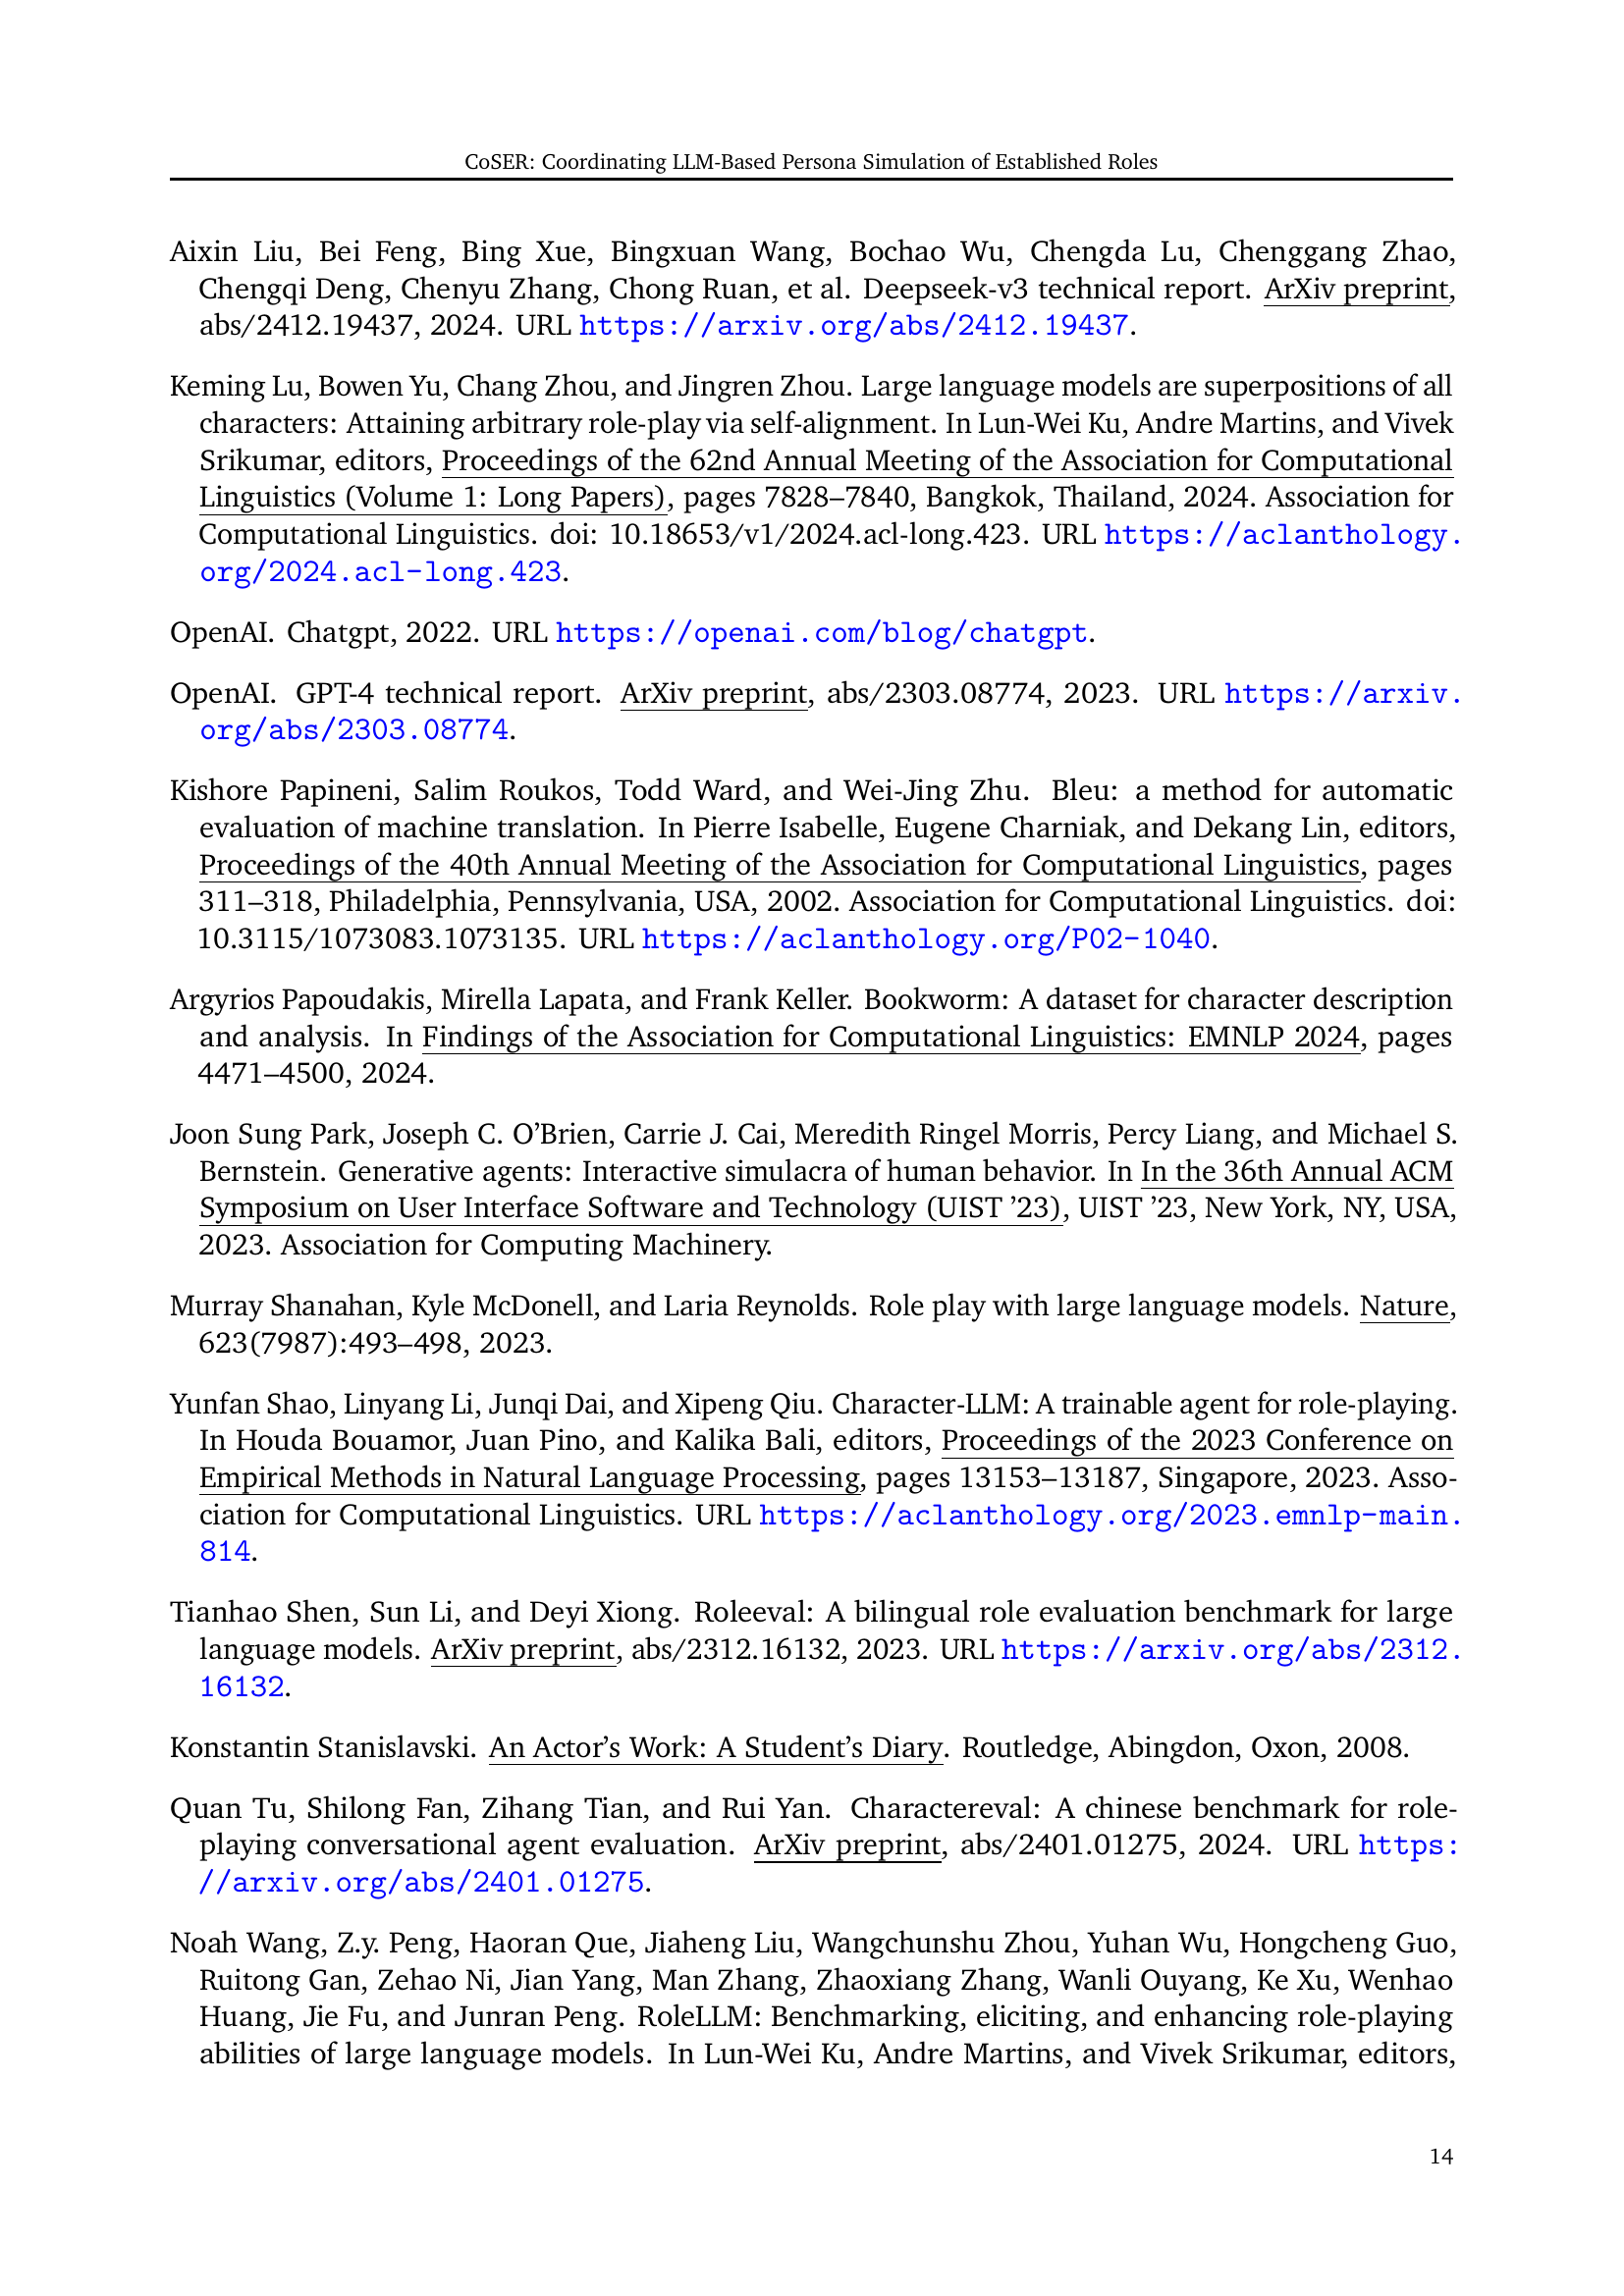 CoSER: Coordinating LLM-Based Persona Simulation of Established Roles
Aixin Liu, Bei Feng, Bing Xue, Bingxuan Wang, Bochao Wu, Chengda Lu, Chenggang Zhao,
Chengqi Deng, Chenyu Zhang, Chong Ruan, et al. Deepseek-v3 technical report. ArXiv preprint,
abs/2412.19437, 2024. URL https://arxiv.org/abs/2412.19437.
Keming Lu, Bowen Yu, Chang Zhou, and Jingren Zhou. Large language models are superpositions of all
characters: Attaining arbitrary role-play via self-alignment. In Lun-Wei Ku, Andre Martins, and Vivek
Srikumar, editors, Proceedings of the 62nd Annual Meeting of the Association for Computational
Linguistics (Volume 1: Long Papers), pages 7828–7840, Bangkok, Thailand, 2024. Association for
Computational Linguistics. doi: 10.18653/v1/2024.acl-long.423. URL https://aclanthology.
org/2024.acl-long.423.
OpenAI. Chatgpt, 2022. URL https://openai.com/blog/chatgpt.
OpenAI. GPT-4 technical report. ArXiv preprint, abs/2303.08774, 2023. URL https://arxiv.
org/abs/2303.08774.
Kishore Papineni, Salim Roukos, Todd Ward, and Wei-Jing Zhu. Bleu: a method for automatic
evaluation of machine translation. In Pierre Isabelle, Eugene Charniak, and Dekang Lin, editors,
Proceedings of the 40th Annual Meeting of the Association for Computational Linguistics, pages
311–318, Philadelphia, Pennsylvania, USA, 2002. Association for Computational Linguistics. doi:
10.3115/1073083.1073135. URL https://aclanthology.org/P02-1040.
Argyrios Papoudakis, Mirella Lapata, and Frank Keller. Bookworm: A dataset for character description
and analysis. In Findings of the Association for Computational Linguistics: EMNLP 2024, pages
4471–4500, 2024.
Joon Sung Park, Joseph C. O’Brien, Carrie J. Cai, Meredith Ringel Morris, Percy Liang, and Michael S.
Bernstein. Generative agents: Interactive simulacra of human behavior. In In the 36th Annual ACM
Symposium on User Interface Software and Technology (UIST ’23), UIST ’23, New York, NY, USA,
2023. Association for Computing Machinery.
Murray Shanahan, Kyle McDonell, and Laria Reynolds. Role play with large language models. Nature,
623(7987):493–498, 2023.
Yunfan Shao, Linyang Li, Junqi Dai, and Xipeng Qiu. Character-LLM: A trainable agent for role-playing.
In Houda Bouamor, Juan Pino, and Kalika Bali, editors, Proceedings of the 2023 Conference on
Empirical Methods in Natural Language Processing, pages 13153–13187, Singapore, 2023. Asso-
ciation for Computational Linguistics. URL https://aclanthology.org/2023.emnlp-main.
814.
Tianhao Shen, Sun Li, and Deyi Xiong. Roleeval: A bilingual role evaluation benchmark for large
language models. ArXiv preprint, abs/2312.16132, 2023. URL https://arxiv.org/abs/2312.
16132.
Konstantin Stanislavski. An Actor’s Work: A Student’s Diary. Routledge, Abingdon, Oxon, 2008.
Quan Tu, Shilong Fan, Zihang Tian, and Rui Yan. Charactereval: A chinese benchmark for role-
playing conversational agent evaluation. ArXiv preprint, abs/2401.01275, 2024. URL https:
//arxiv.org/abs/2401.01275.
Noah Wang, Z.y. Peng, Haoran Que, Jiaheng Liu, Wangchunshu Zhou, Yuhan Wu, Hongcheng Guo,
Ruitong Gan, Zehao Ni, Jian Yang, Man Zhang, Zhaoxiang Zhang, Wanli Ouyang, Ke Xu, Wenhao
Huang, Jie Fu, and Junran Peng. RoleLLM: Benchmarking, eliciting, and enhancing role-playing
abilities of large language models. In Lun-Wei Ku, Andre Martins, and Vivek Srikumar, editors,
14